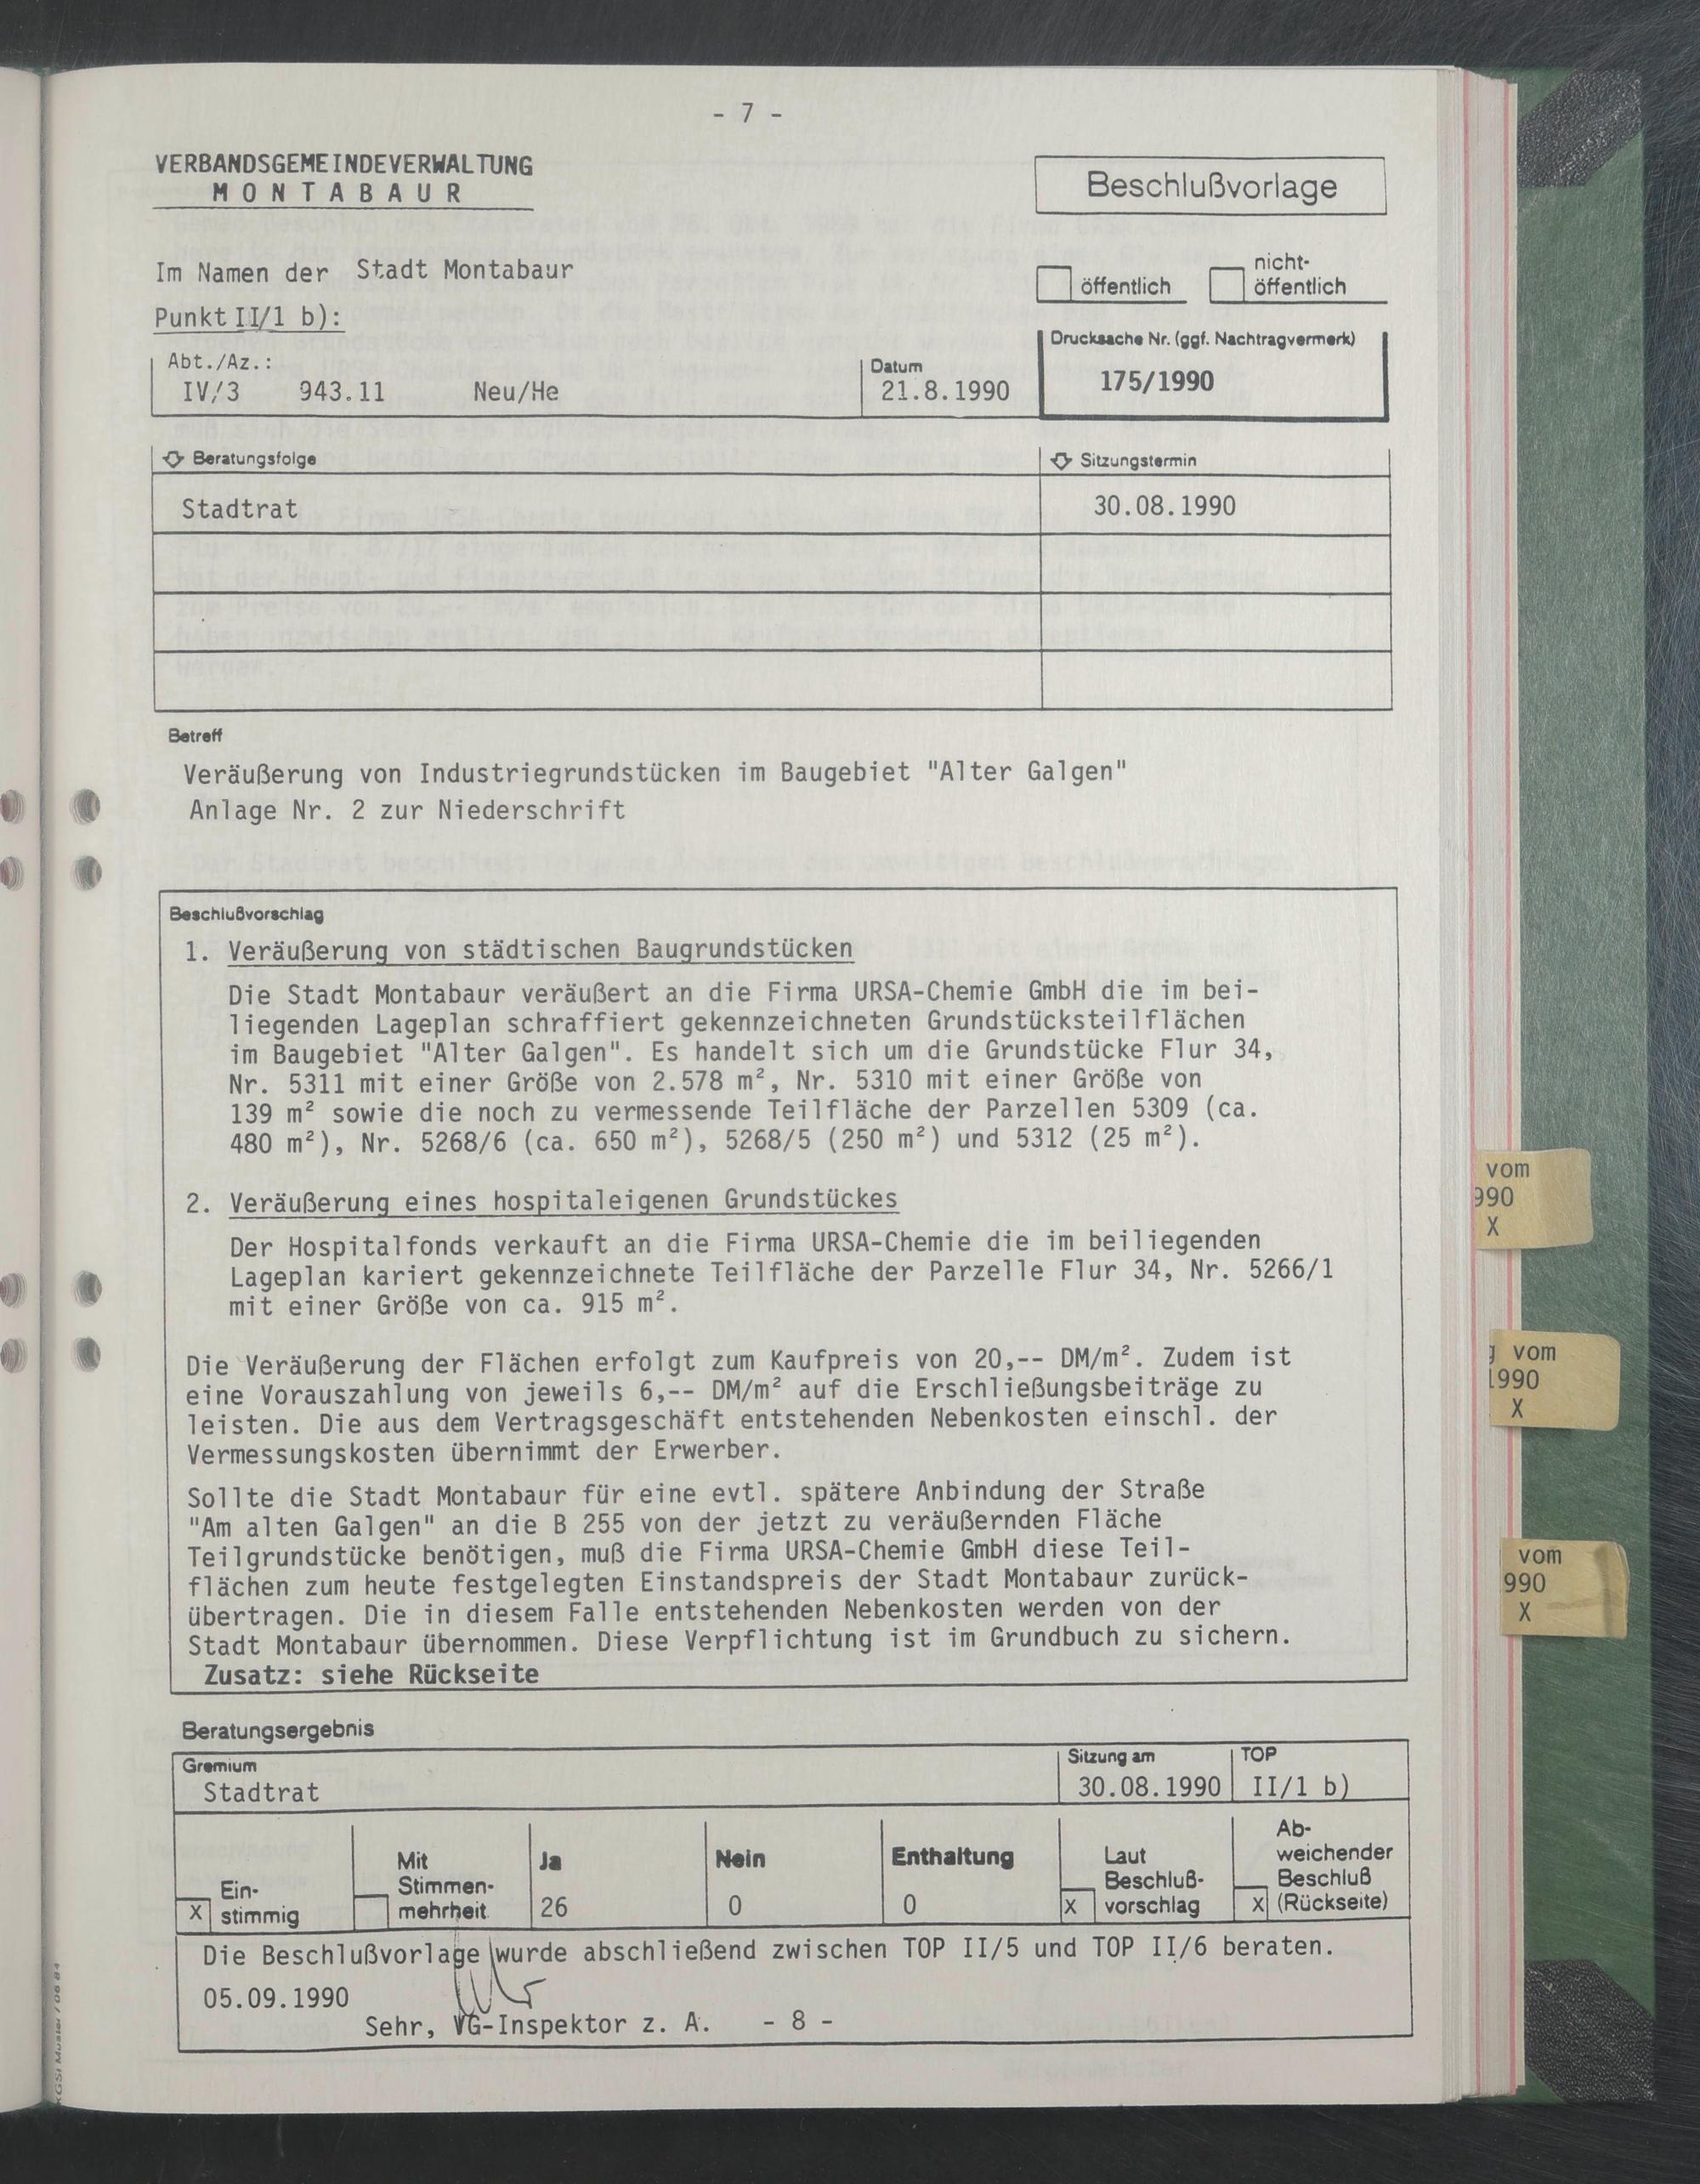 - 7 -
VERBANDSGEMEINDEVERWALTUNG
MONTABAUR
Beschlußvorlage
Im Namen der Stadt Montabaur
öffentlich
nicht-
öffentlich
Punkt II/1 b):
Abt./Az.:
IV/3 943.11 Neu/He
Datum
21.8.1990
Drucksache Nr. (ggf. Nachtragvermerk)
175/1990
Beratungsfolge
Sitzungstermin
Stadtrat
30.08.1990
Betreff
Veräußerung von Industriegrundstücken im Baugebiet "Alter Galgen"
Anlage Nr. 2 zur Niederschrift
Beschlußvorschlag
1. Veräußerung von städtischen Baugrundstücken
Die Stadt Montabaur veräußert an die Firma URSA-Chemie GmbH die im bei-
liegenden Lageplan schraffiert gekennzeichneten Grundstücksteilflächen
im Baugebiet "Alter Galgen". Es handelt sich um die Grundstücke Flur 34,
Nr. 5311 mit einer Größe von 2.578 m², Nr. 5310 mit einer Größe von
139 m² sowie die noch zu vermessende Teilfläche der Parzellen 5309 (ca.
480 m²), Nr. 5268/6 (ca. 650 m²), 5268/5 (250 m²) und 5312 (25 m²).
2. Veräußerung eines hospitaleigenen Grundstückes
Der Hospitalfonds verkauft an die Firma URSA-Chemie die im beiliegenden
Lageplan kariert gekennzeichnete Teilfläche der Parzelle Flur 34, Nr. 5266/1
mit einer Größe von ca. 915 m².
Die Veräußerung der Flächen erfolgt zum Kaufpreis von 20,-- DM/m². Zudem ist
eine Vorauszahlung von jeweils 6,-- DM/m² auf die Erschließungsbeiträge zu
leisten. Die aus dem Vertragsgeschäft entstehenden Nebenkosten einschl. der
Vermessungskosten übernimmt der Erwerber.
Sollte die Stadt Montabaur für eine evtl. spätere Anbindung der Straße
"Am alten Galgen" an die B 255 von der jetzt zu veräußernden Fläche
Teilgrundstücke benötigen, muß die Firma URSA-Chemie GmbH diese Teil-
flächen zum heute festgelegten Einstandspreis der Stadt Montabaur zurück-
übertragen. Die in diesem Falle entstehenden Nebenkosten werden von der
Stadt Montabaur übernommen. Diese Verpflichtung ist im Grundbuch zu sichern.
Zusatz: siehe Rückseite
Beratungsergebnis
Gremium
Stadtrat
Sitzung am
30.08.1990
TOP
II/1 b)
X Ein-
stimmig
Mit
Stimmen-
mehrheit
Ja
26
Nein
0
Enthaltung
0
Laut
Beschluß-
X vorschlag
Ab-
weichender
Beschluß
X (Rückseite)
Die Beschlußvorlage wurde abschließend zwischen TOP II/5 und TOP II/6 beraten.
05.09.1990
Sehr, VG-Inspektor z. A. - 8 -
KGSt Muster / 06 84
vom
990
X
g vom
1990
X
vom
990
X